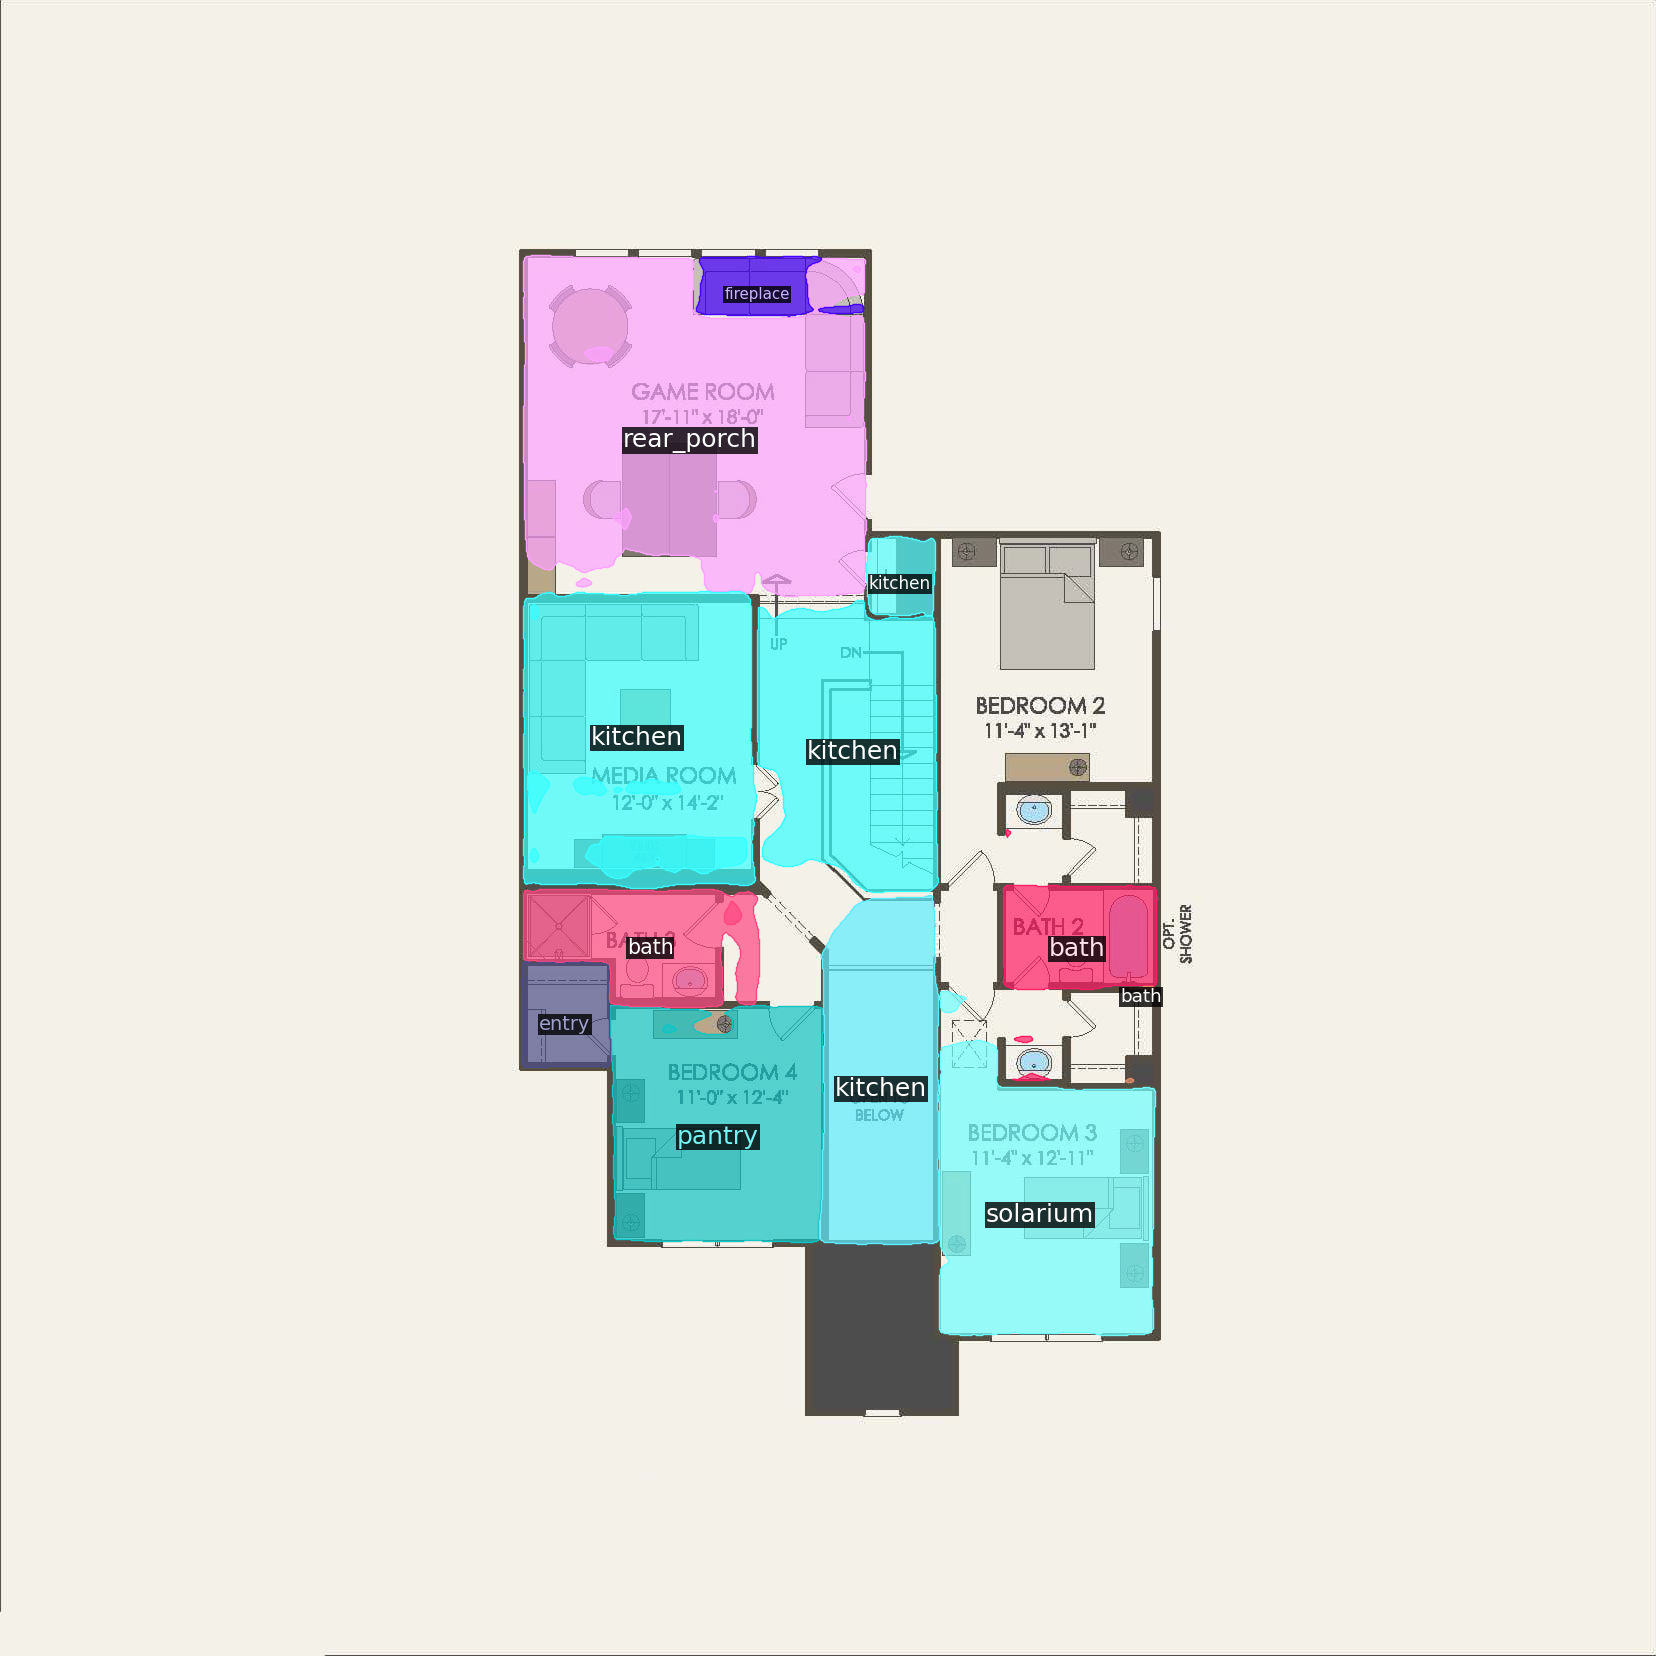 fireplace
GAME ROOM
17'-11" x 18'-0"
rear_porch
kitchen
UP
DN
BEDROOM 2
11'-4" x 13'-1"
kitchen
kitchen
MEDIA ROOM
12'-0" x 14'-2"
BATH 3
bath
BATH 2
bath
OPT.
SHOWER
bath
entry
BEDROOM 4
11'-0" x 12'-4"
pantry
kitchen
BELOW
BEDROOM 3
11'-4" x 12'-11"
solarium